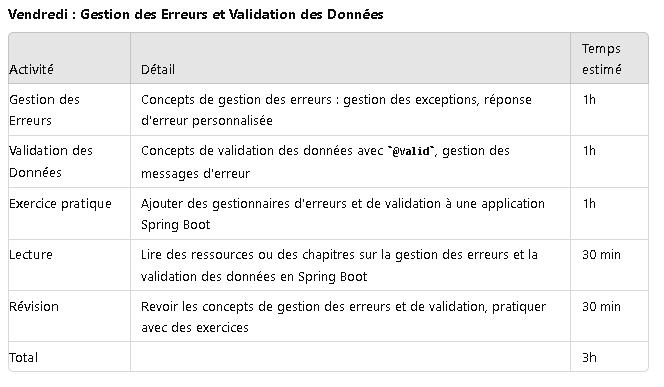 Vendredi : Gestion des Erreurs et Validation des Données
Temps
Activité Détail estimé
Gestion des Concepts de gestion des erreurs : gestion des exceptions, réponse 1h
Erreurs d'erreur personnalisée
Validation des Concepts de validation des données avec `@Valid`, gestion des 1h
Données messages d'erreur
Exercice pratique Ajouter des gestionnaires d'erreurs et de validation à une application 1h
Spring Boot
Lecture Lire des ressources ou des chapitres sur la gestion des erreurs et la 30 min
validation des données en Spring Boot
Révision Revoir les concepts de gestion des erreurs et de validation, pratiquer 30 min
avec des exercices
Total 3h